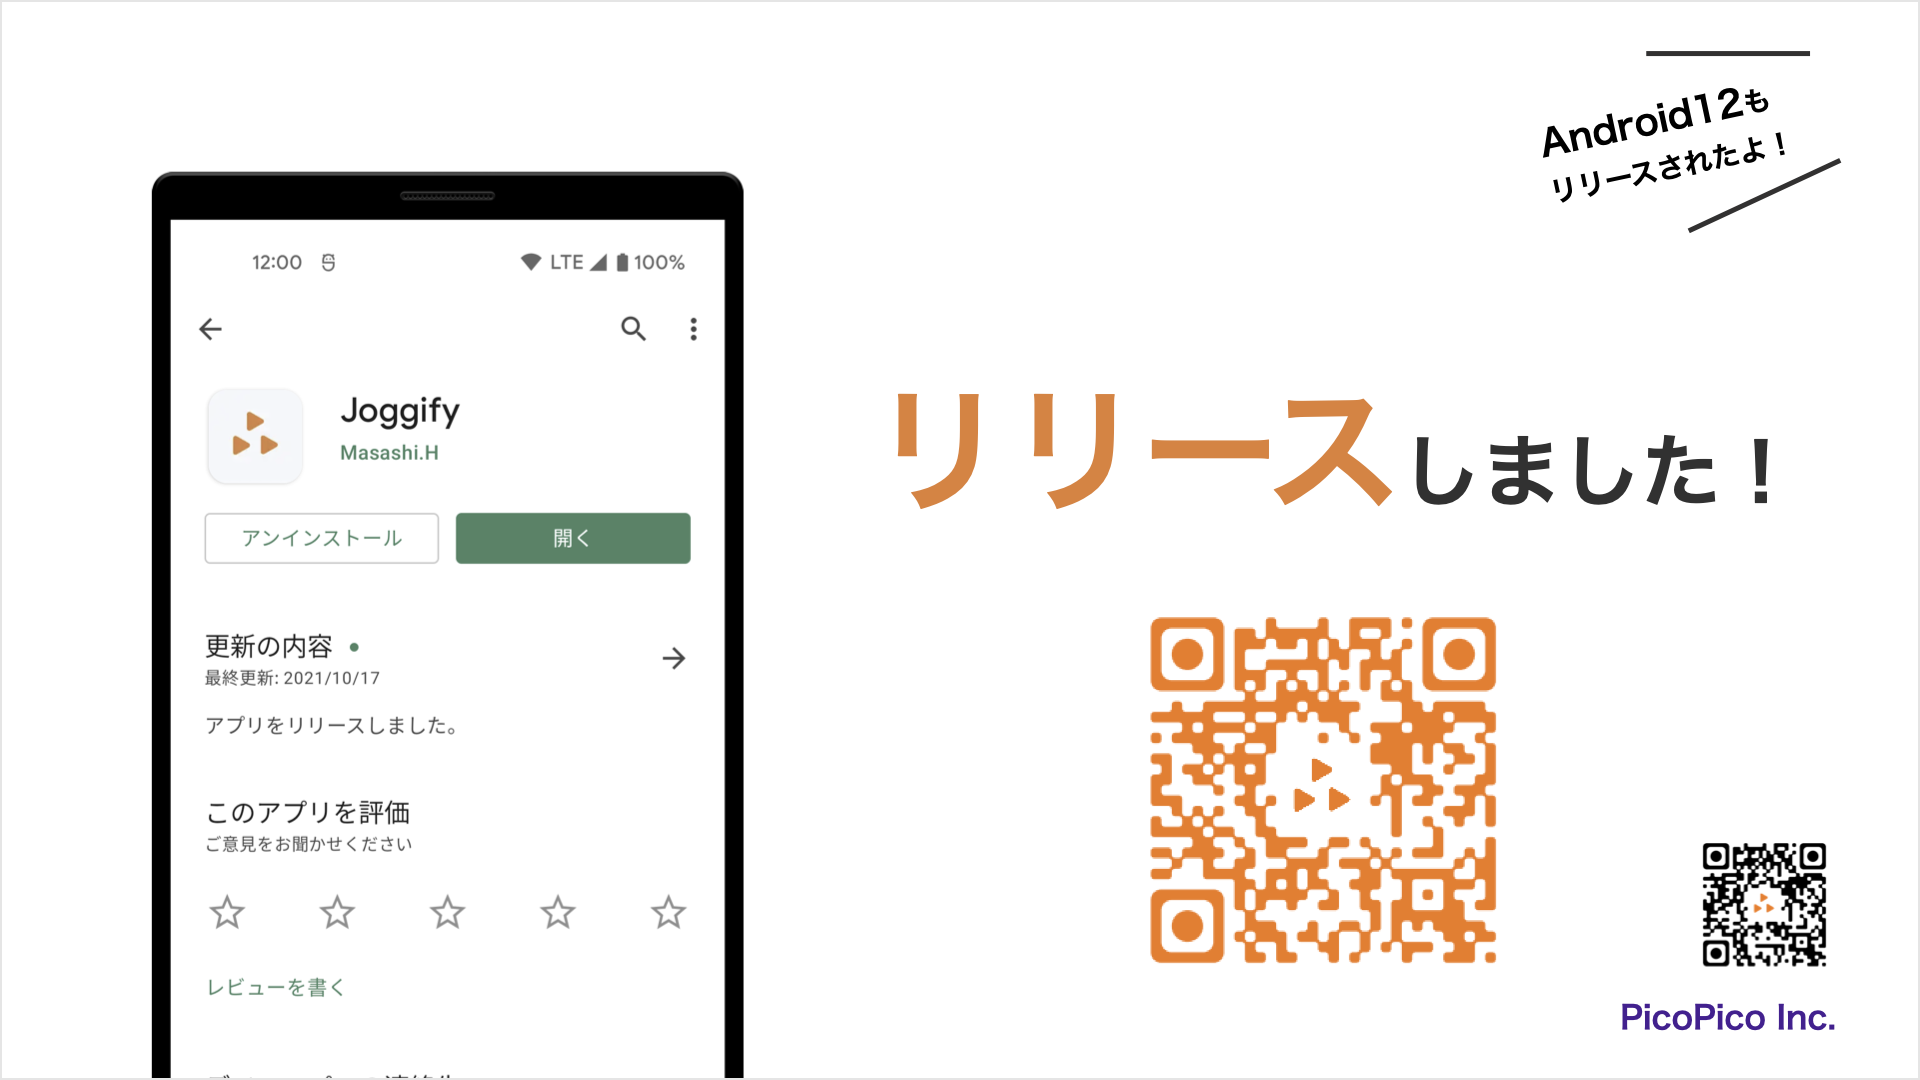 Android12も
リリースされたよ！
12:00
LTE 100%
Joggify
Masashi.H
アンインストール
開く
更新の内容
最終更新: 2021/10/17
アプリをリリースしました。
このアプリを評価
ご意見をお聞かせください
レビューを書く
リリースしました！
PicoPico Inc.